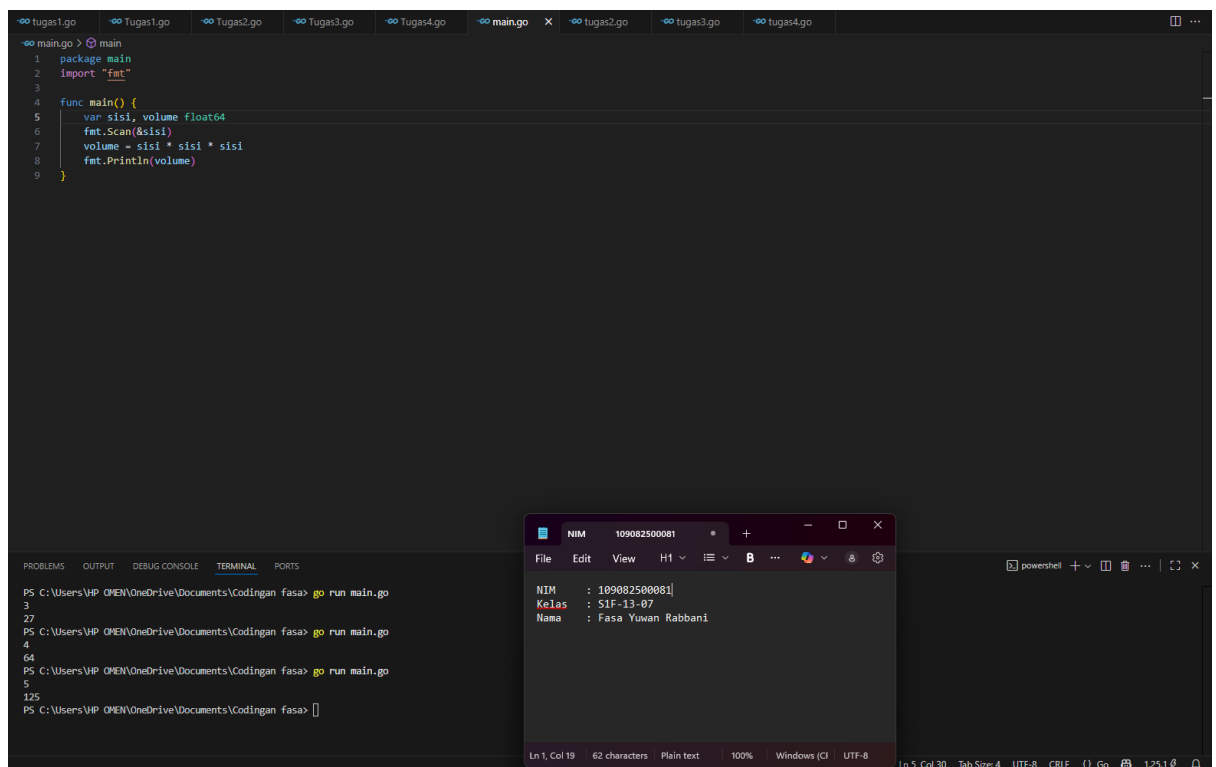 tugas1.go Tugas1.go Tugas2.go Tugas3.go Tugas4.go main.go tugas2.go tugas3.go tugas4.go
main.go > main
1 package main
2 import "fmt"
3
4 func main() {
5 var sisi, volume float64
6 fmt.Scan(&sisi)
7 volume = sisi * sisi * sisi
8 fmt.Println(volume)
9 }
PROBLEMS OUTPUT DEBUG CONSOLE TERMINAL PORTS
powershell
PS C:\Users\HP OMEN\OneDrive\Documents\Codingan fasa> go run main.go
3
27
PS C:\Users\HP OMEN\OneDrive\Documents\Codingan fasa> go run main.go
4
64
PS C:\Users\HP OMEN\OneDrive\Documents\Codingan fasa> go run main.go
5
125
PS C:\Users\HP OMEN\OneDrive\Documents\Codingan fasa>
NIM 109082500081
File Edit View H1 B
NIM : 109082500081
Kelas : S1F-13-07
Nama : Fasa Yuwan Rabbani
Ln 1, Col 19 62 characters Plain text 100% Windows (CI UTF-8
Ln 5, Col 30 Tab Size: 4 UTF-8 CRLF {} Go 1.25.1